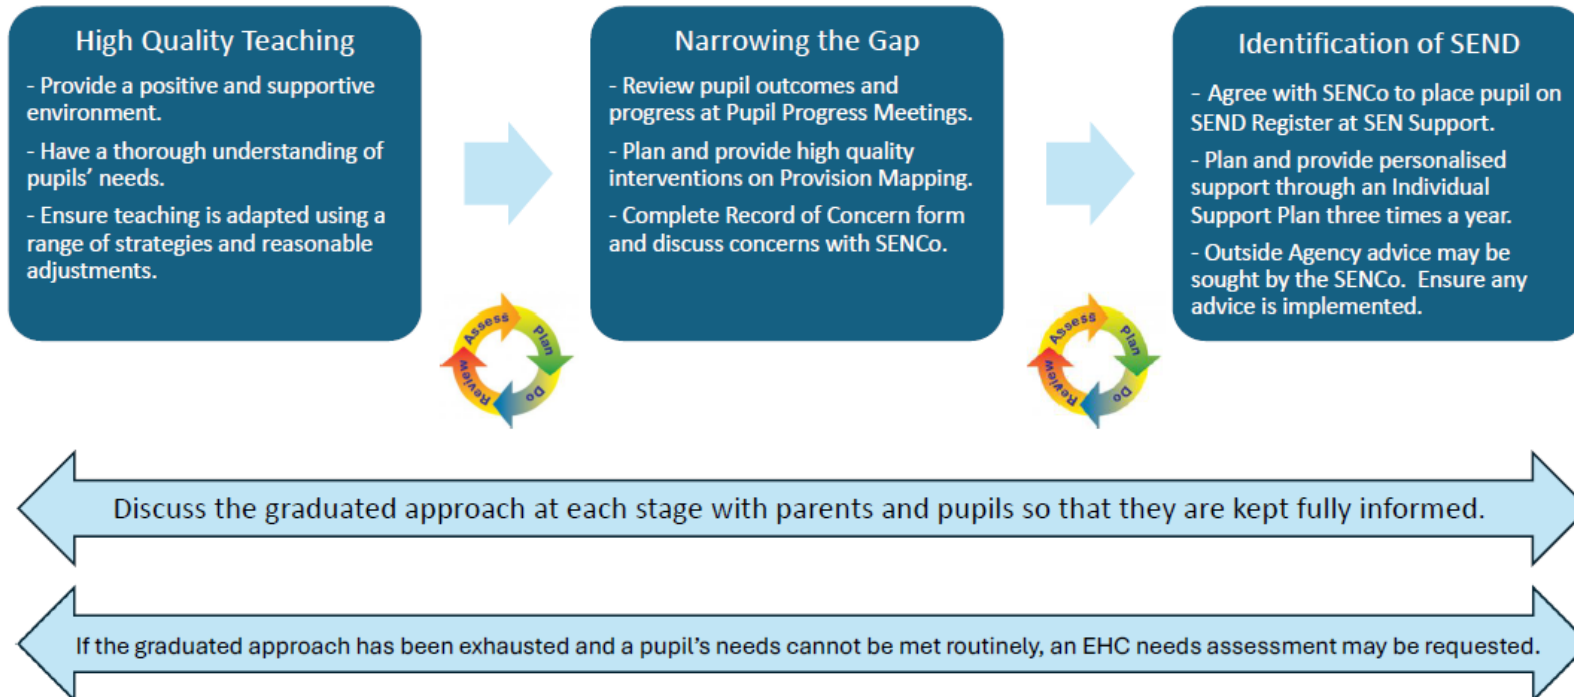 High Quality Teaching
- Provide a positive and supportive
environment.
- Have a thorough understanding of
pupils' needs.
- Ensure teaching is adapted using a
range of strategies and reasonable
adjustments.
Narrowing the Gap
- Review pupil outcomes and
progress at Pupil Progress Meetings.
- Plan and provide high quality
interventions on Provision Mapping.
- Complete Record of Concern form
and discuss concerns with SENCo.
Identification of SEND
- Agree with SENCo to place pupil on
SEND Register at SEN Support.
- Plan and provide personalised
support through an Individual
Support Plan three times a year.
- Outside Agency advice may be
sought by the SENCo.  Ensure any
advice is implemented.
Assess
Plan
Do
Review
Assess
Plan
Do
Review
Discuss the graduated approach at each stage with parents and pupils so that they are kept fully informed.
If the graduated approach has been exhausted and a pupil's needs cannot be met routinely, an EHC needs assessment may be requested.